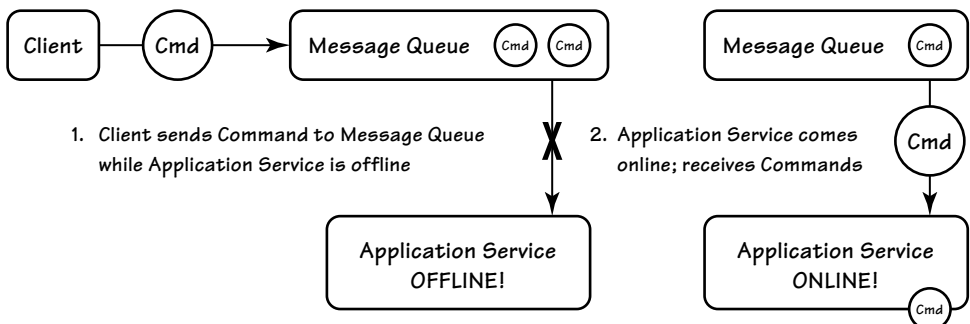 Client
Cmd
Message Queue
Cmd
Cmd
1. Client sends Command to Message Queue
while Application Service is offline
X
Application Service
OFFLINE!
Message Queue
Cmd
2. Application Service comes
online; receives Commands
Cmd
Application Service
ONLINE!
Cmd